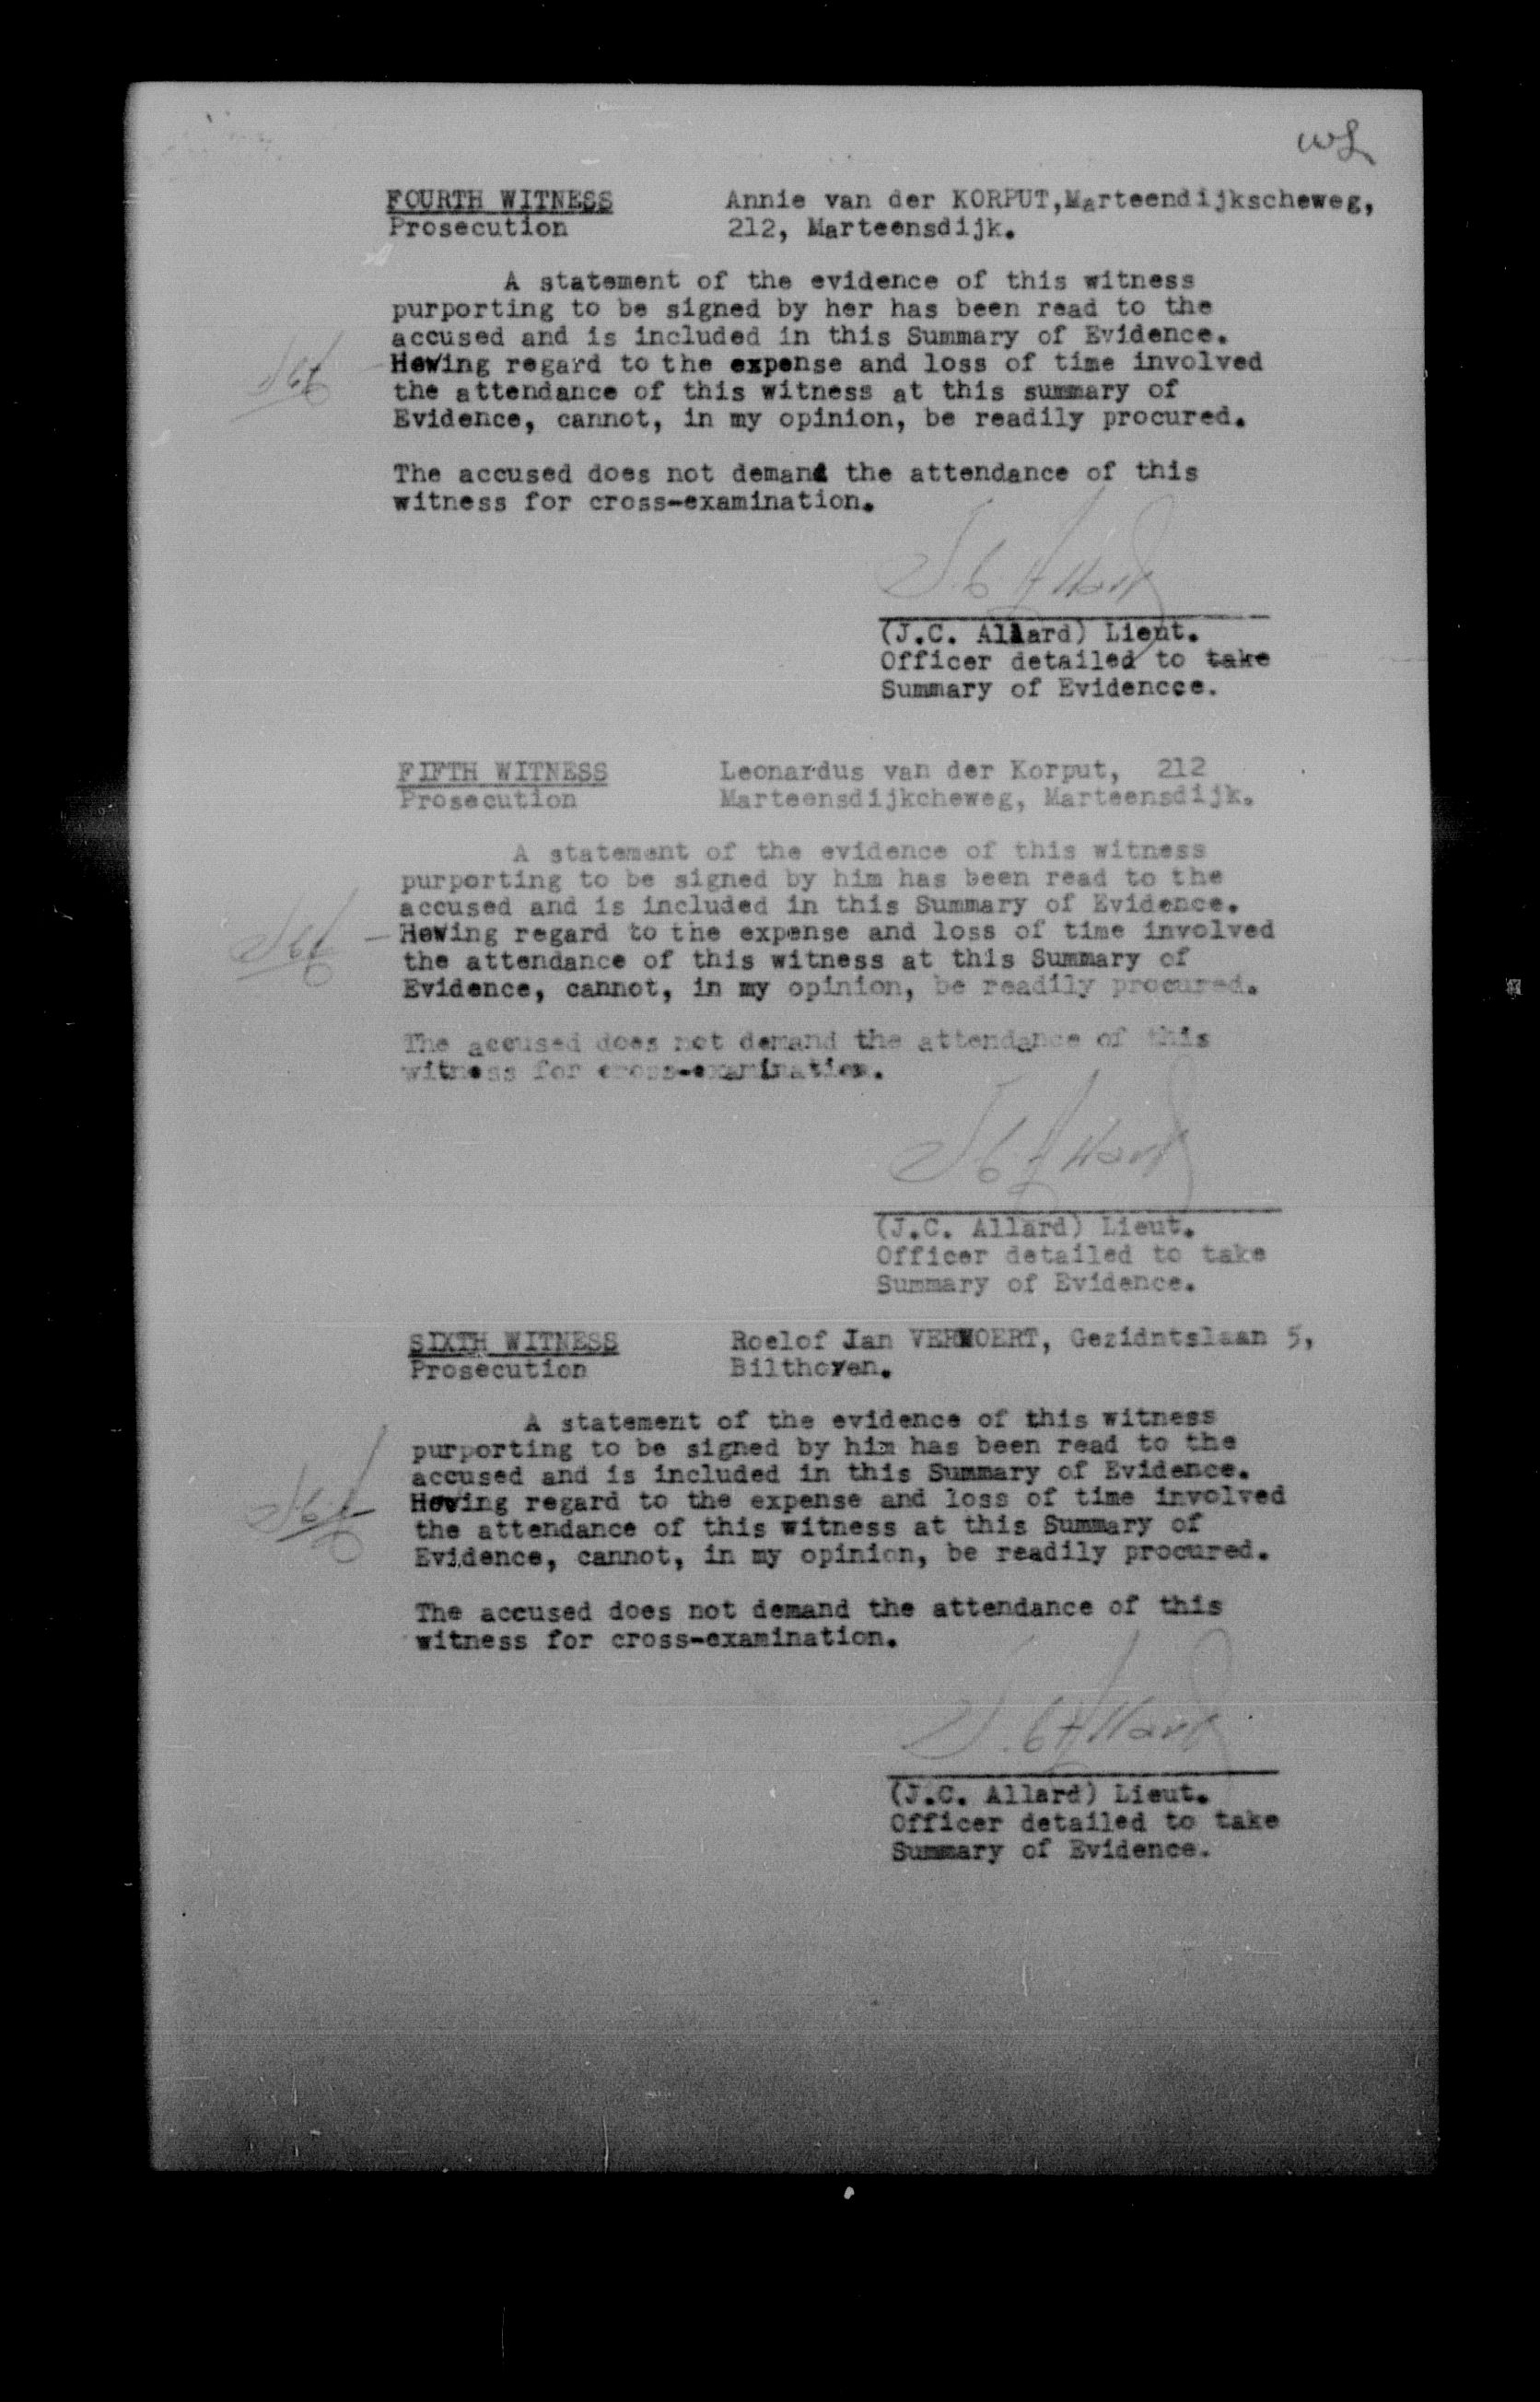 WL
FOURTH WITNESS Annie van der KORPUT, Marteendijkscheweg,
Prosecution 212, Marteensdijk.
A statement of the evidence of this witness
purporting to be signed by her has been read to the
accused and is included in this Summary of Evidence.
Having regard to the expense and loss of time involved
the attendance of this witness at this summary of
Evidence, cannot, in my opinion, be readily procured.
The accused does not demand the attendance of this
witness for cross-examination.
J.C. Allard
(J.C. Allard) Lieut.
Officer detailed to take
Summary of Evidencce.
FIFTH WITNESS Leonardus van der Korput, 212
Prosecution Marteensdijkcheweg, Marteensdijk.
A statement of the evidence of this witness
purporting to be signed by him has been read to the
accused and is included in this Summary of Evidence.
Having regard to the expense and loss of time involved
the attendance of this witness at this Summary of
Evidence, cannot, in my opinion, be readily procured.
The accused does not demand the attendance of this
witness for cross-examination.
J.C. Allard
(J.C. Allard) Lieut.
Officer detailed to take
Summary of Evidence.
SIXTH WITNESS Roelof Jan VERWOERT, Gezidntslaan 5,
Prosecution Bilthoven.
A statement of the evidence of this witness
purporting to be signed by him has been read to the
accused and is included in this Summary of Evidence.
Having regard to the expense and loss of time involved
the attendance of this witness at this Summary of
Evidence, cannot, in my opinion, be readily procured.
The accused does not demand the attendance of this
witness for cross-examination.
J.C. Allard
(J.C. Allard) Lieut.
Officer detailed to take
Summary of Evidence.